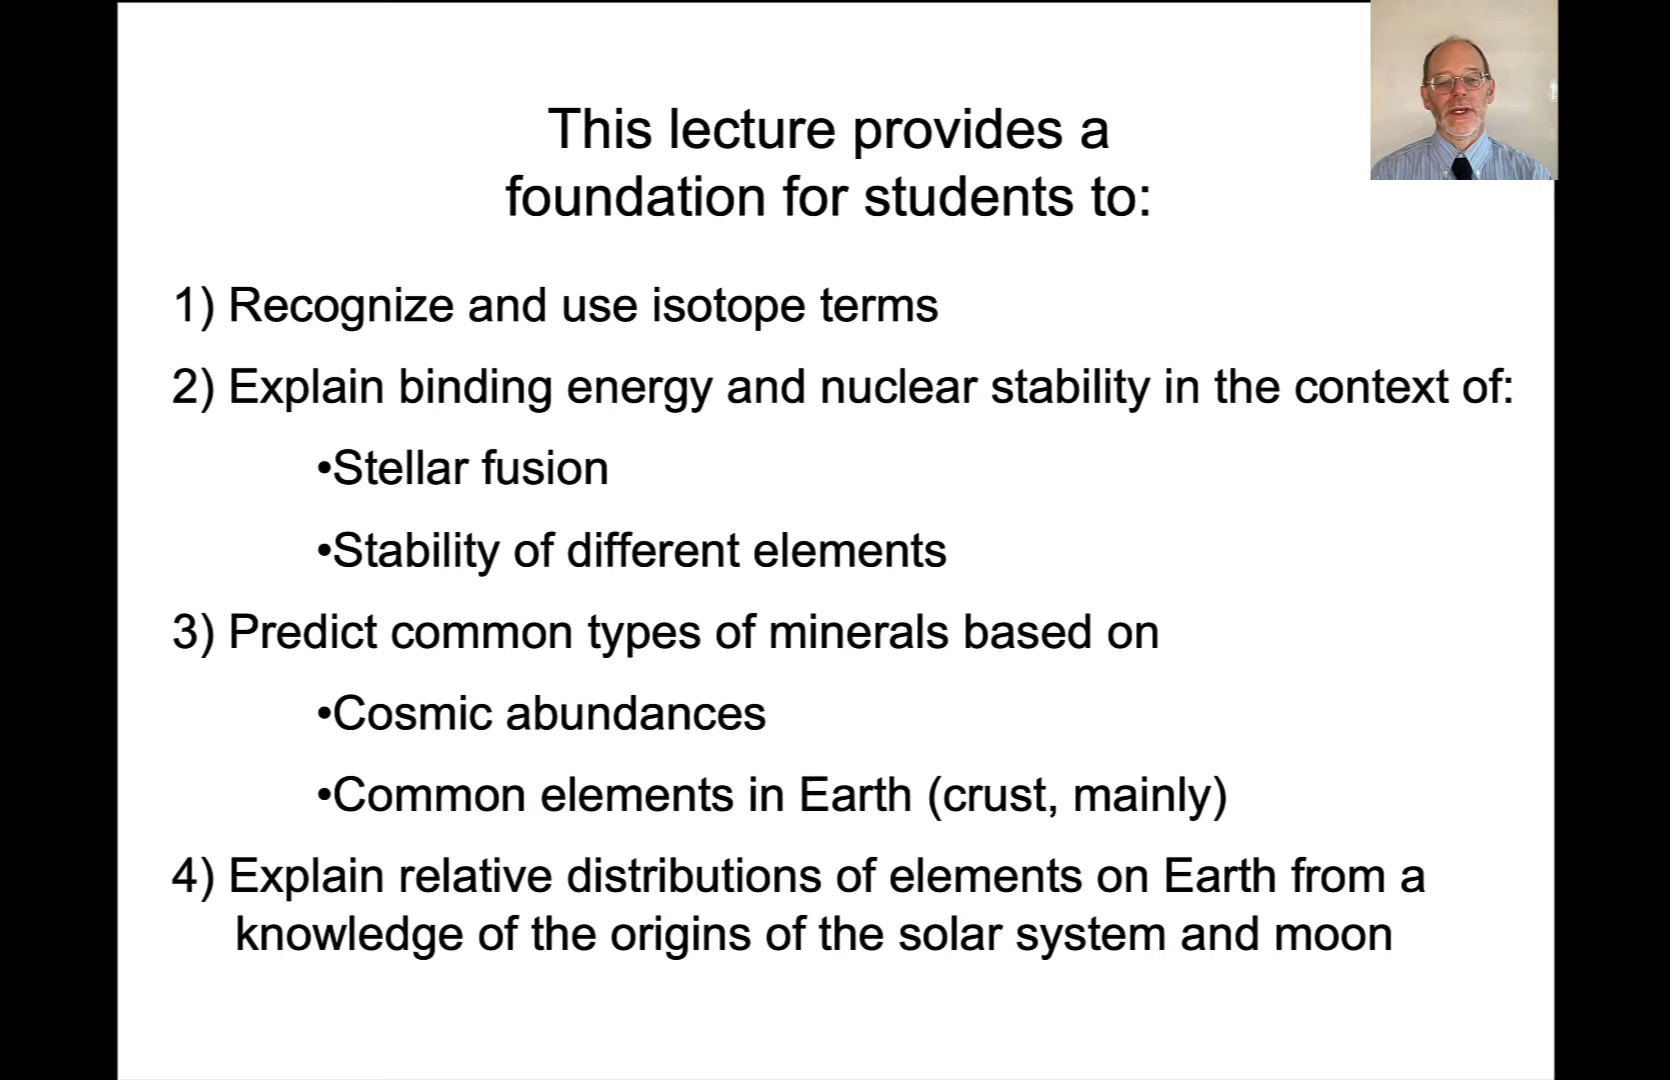 This lecture provides a
foundation for students to:
1) Recognize and use isotope terms
2) Explain binding energy and nuclear stability in the context of:
•Stellar fusion
•Stability of different elements
3) Predict common types of minerals based on
•Cosmic abundances
•Common elements in Earth (crust, mainly)
4) Explain relative distributions of elements on Earth from a
knowledge of the origins of the solar system and moon